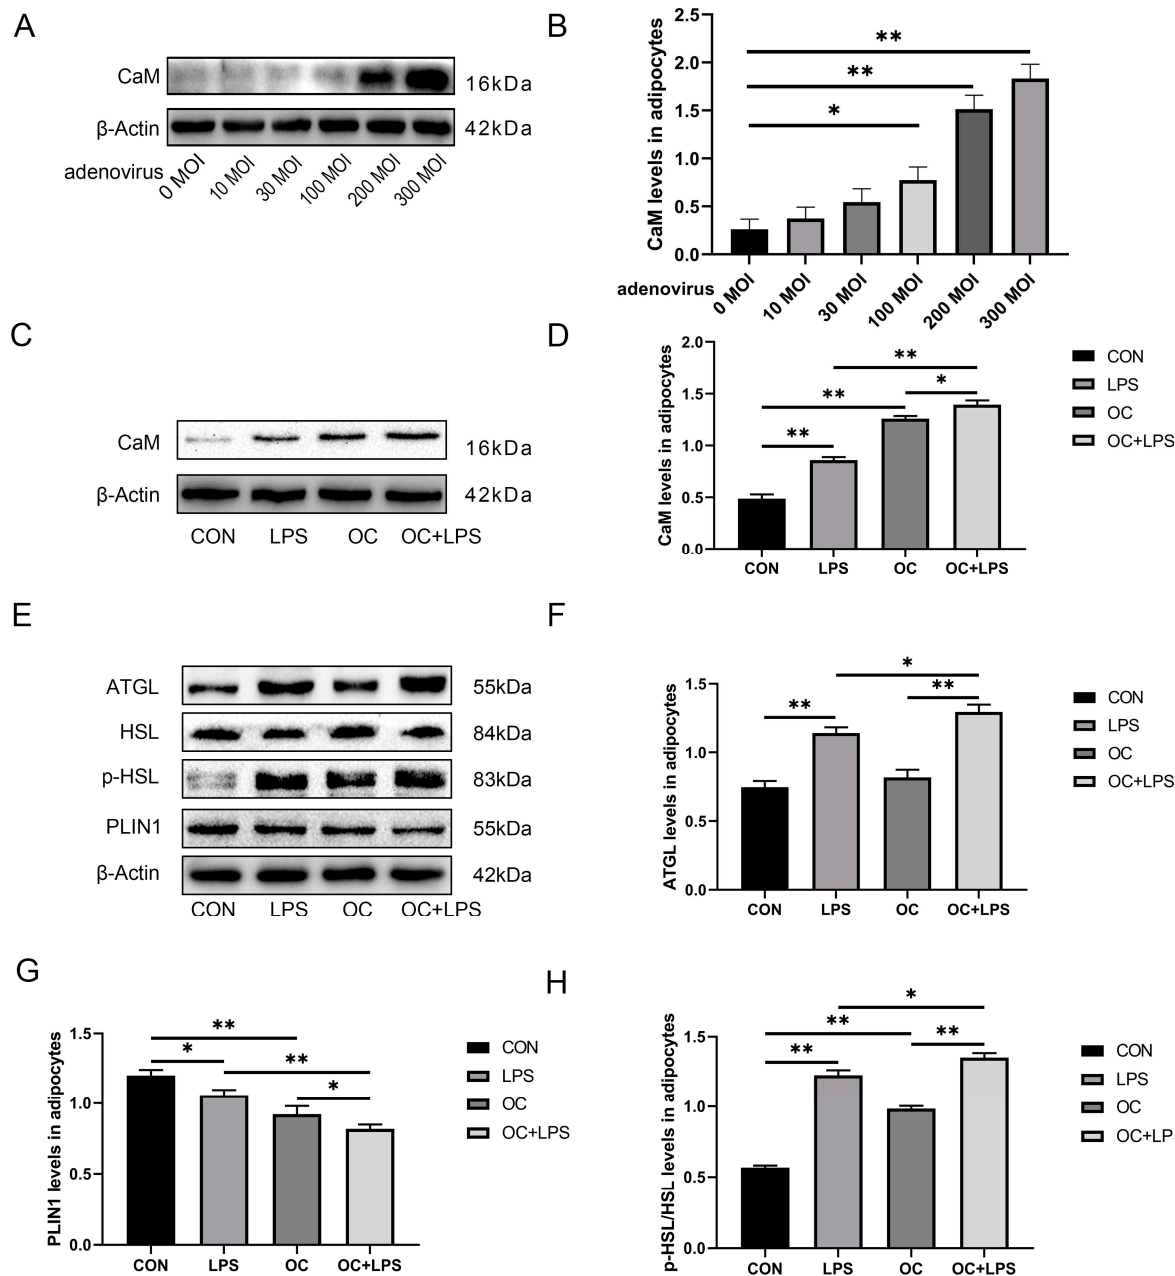 A
CaM
16kDa
β-Actin
42kDa
adenovirus
0 MOI
10 MOI
30 MOI
100 MOI
200 MOI
300 MOI
B
CaM levels in adipocytes
2.5
2.0
1.5
1.0
0.5
0.0
**
**
*
adenovirus
0 MOI
10 MOI
30 MOI
100 MOI
200 MOI
300 MOI
C
CaM
16kDa
β-Actin
42kDa
CON LPS OC OC+LPS
D
CaM levels in adipocytes
2.0
1.5
1.0
0.5
0.0
**
*
**
**
CON LPS OC OC+LPS
CON
LPS
OC
OC+LPS
E
ATGL 55kDa
HSL 84kDa
p-HSL 83kDa
PLIN1 55kDa
β-Actin 42kDa
CON LPS OC OC+LPS
F
ATGL levels in adipocytes
1.5
1.0
0.5
0.0
*
**
**
CON LPS OC OC+LPS
CON
LPS
OC
OC+LPS
G
PLIN1 levels in adipocytes
1.5
1.0
0.5
0.0
**
*
**
*
CON LPS OC OC+LPS
CON
LPS
OC
OC+LPS
H
p-HSL/HSL levels in adipocytes
1.5
1.0
0.5
0.0
*
**
**
**
CON LPS OC OC+LPS
CON
LPS
OC
OC+LP